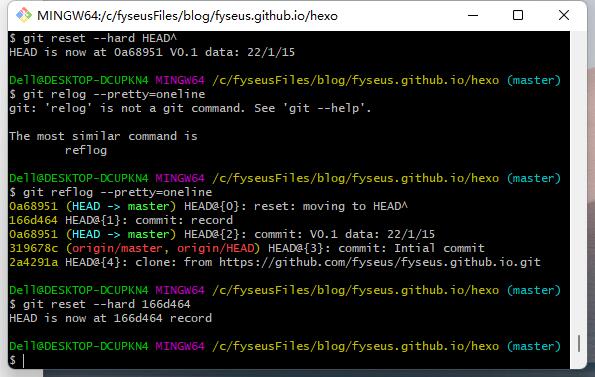 MINGW64:/c/fyseusFiles/blog/fyseus.github.io/hexo
$ git reset --hard HEAD^
HEAD is now at 0a68951 V0.1 data: 22/1/15
Dell@DESKTOP-DCUPKN4 MINGW64 /c/fyseusFiles/blog/fyseus.github.io/hexo (master)
$ git relog --pretty=oneline
git: 'relog' is not a git command. See 'git --help'.
The most similar command is
reflog
Dell@DESKTOP-DCUPKN4 MINGW64 /c/fyseusFiles/blog/fyseus.github.io/hexo (master)
$ git reflog --pretty=oneline
0a68951 (HEAD -> master) HEAD@{0}: reset: moving to HEAD^
166d464 HEAD@{1}: commit: record
0a68951 (HEAD -> master) HEAD@{2}: commit: V0.1 data: 22/1/15
319678c (origin/master, origin/HEAD) HEAD@{3}: commit: Intial commit
2a4291a HEAD@{4}: clone: from https://github.com/fyseus/fyseus.github.io.git
Dell@DESKTOP-DCUPKN4 MINGW64 /c/fyseusFiles/blog/fyseus.github.io/hexo (master)
$ git reset --hard 166d464
HEAD is now at 166d464 record
Dell@DESKTOP-DCUPKN4 MINGW64 /c/fyseusFiles/blog/fyseus.github.io/hexo (master)
$